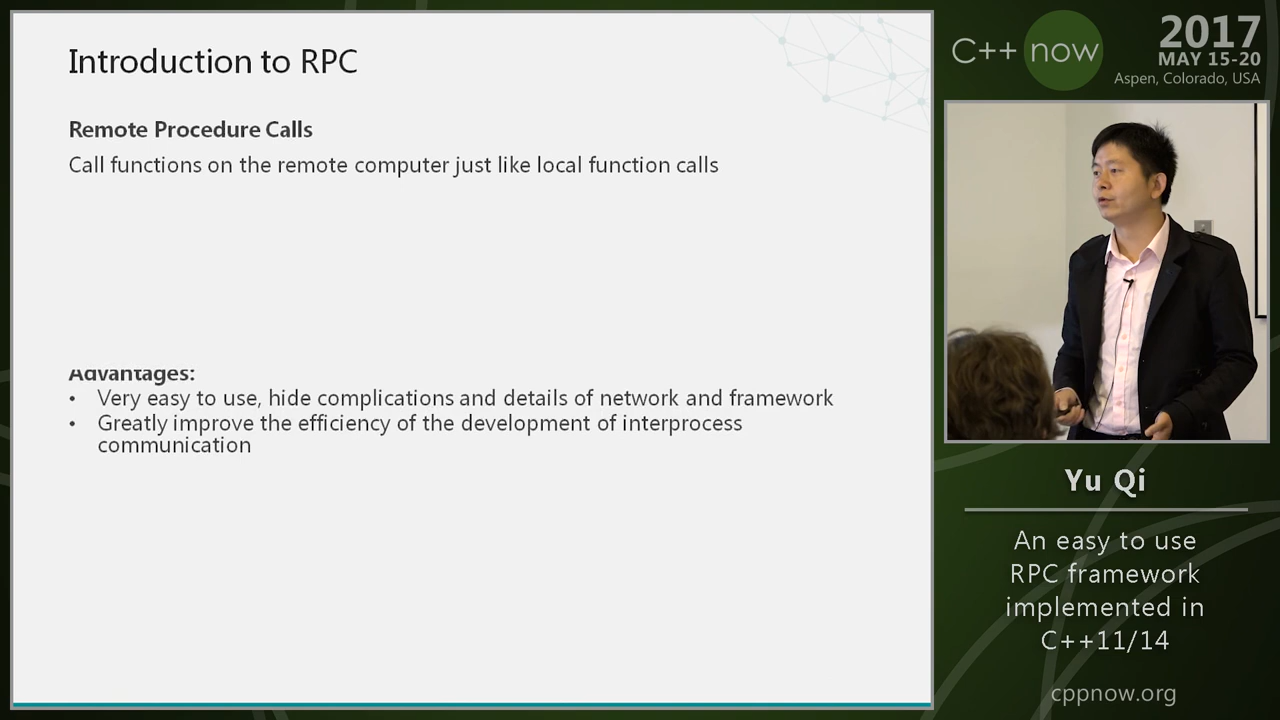 Introduction to RPC
Remote Procedure Calls
Call functions on the remote computer just like local function calls
Advantages:
• Very easy to use, hide complications and details of network and framework
• Greatly improve the efficiency of the development of interprocess
communication
C++ now
2017
MAY 15-20
Aspen, Colorado, USA
Yu Qi
An easy to use
RPC framework
implemented in
C++11/14
cppnow.org